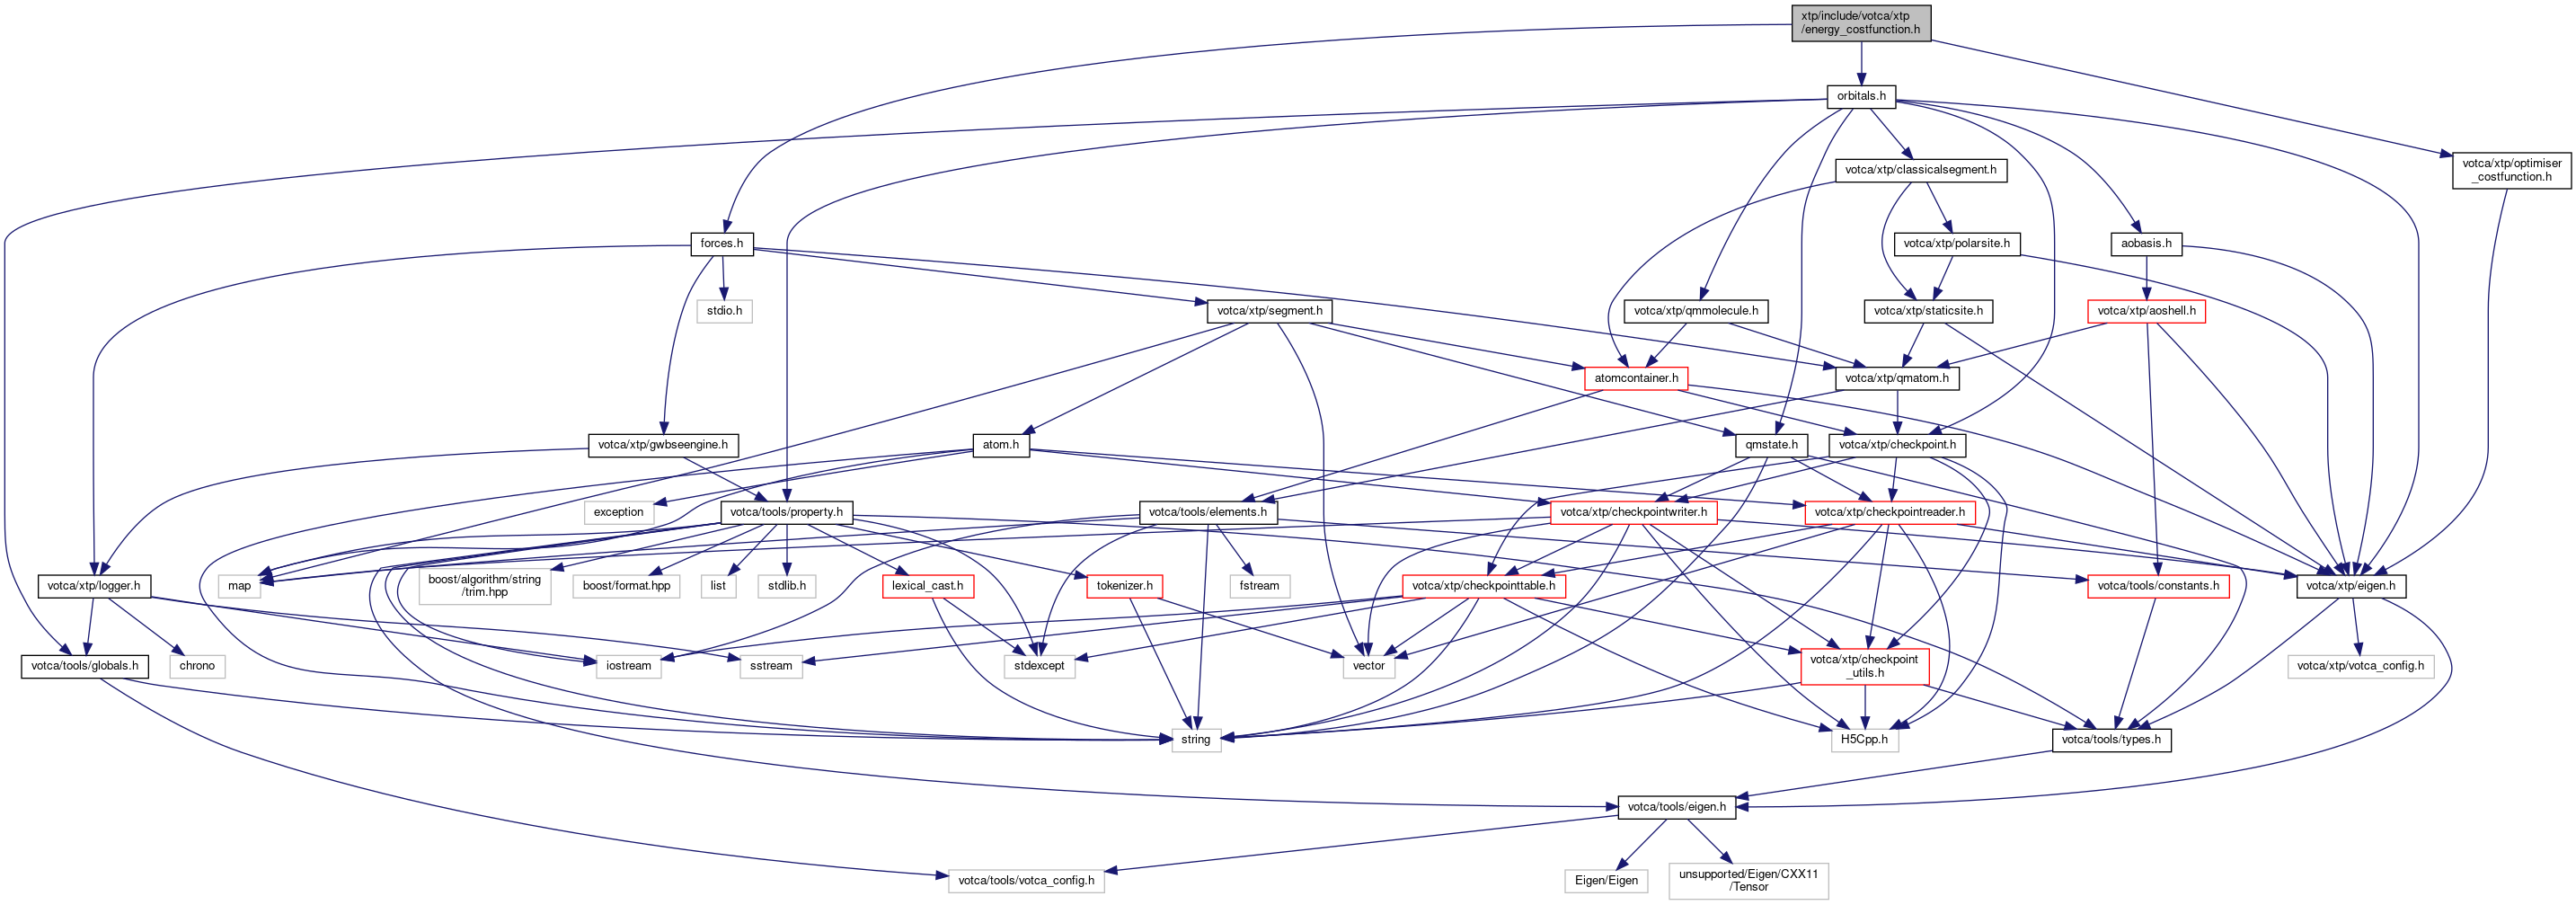 xtp/include/votca/xtp
/energy_costfunction.h
orbitals.h
votca/xtp/optimiser
_costfunction.h
votca/xtp/classicalsegment.h
forces.h
votca/xtp/polarsite.h
aobasis.h
stdio.h
votca/xtp/segment.h
votca/xtp/qmmolecule.h
votca/xtp/staticsite.h
votca/xtp/aoshell.h
atomcontainer.h
votca/xtp/qmatom.h
votca/xtp/gwbseengine.h
atom.h
qmstate.h
votca/xtp/checkpoint.h
exception
votca/tools/property.h
votca/tools/elements.h
votca/xtp/checkpointwriter.h
votca/xtp/checkpointreader.h
votca/xtp/logger.h
map
boost/algorithm/string
/trim.hpp
boost/format.hpp
list
stdlib.h
lexical_cast.h
tokenizer.h
fstream
votca/xtp/checkpointtable.h
votca/tools/constants.h
votca/xtp/eigen.h
votca/tools/globals.h
chrono
iostream
sstream
stdexcept
vector
votca/xtp/checkpoint
_utils.h
votca/xtp/votca_config.h
string
H5Cpp.h
votca/tools/types.h
votca/tools/eigen.h
votca/tools/votca_config.h
Eigen/Eigen
unsupported/Eigen/CXX11
/Tensor